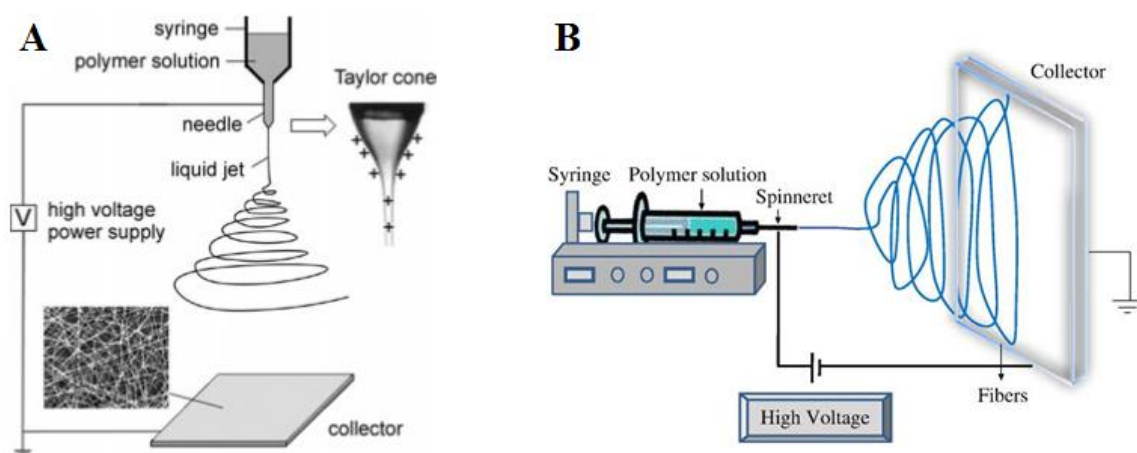 A
syringe
polymer solution
Taylor cone
needle
liquid jet
V
high voltage
power supply
collector
B
Collector
Syringe
Polymer solution
Spinneret
Fibers
High Voltage